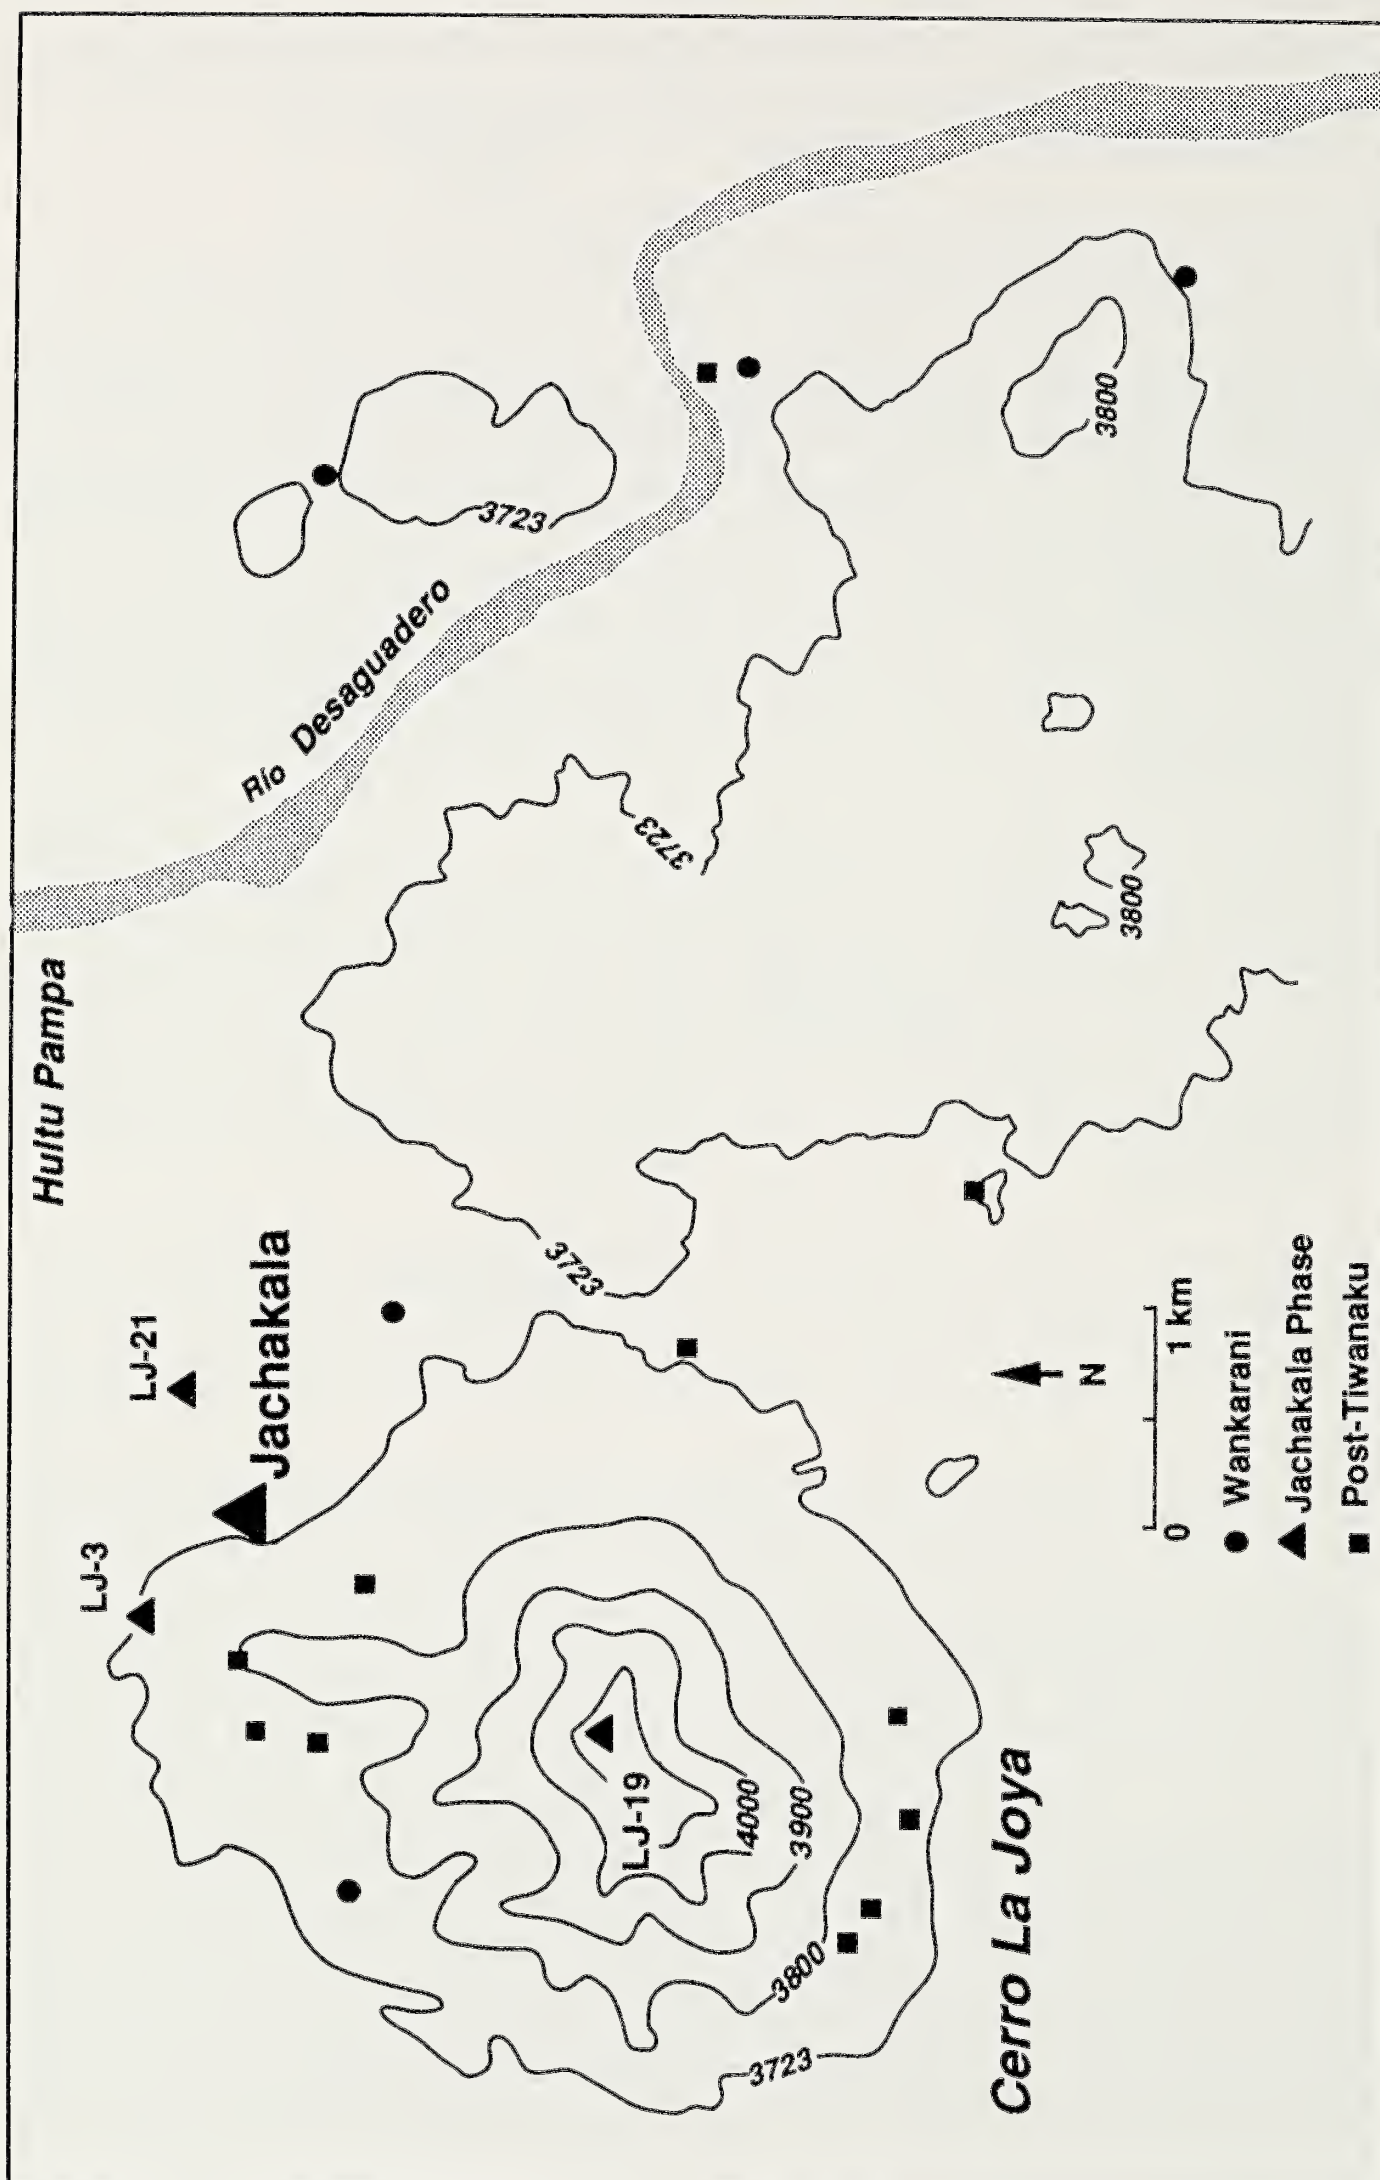 Hultu Pampa
LJ-3
LJ-21
Jachakala
Río Desaguadero
3723
3723
3723
3800
3800
LJ-19
4000
3900
3800
3723
Cerro La Joya
N
0 1 km
Wankarani
Jachakala Phase
Post-Tiwanaku